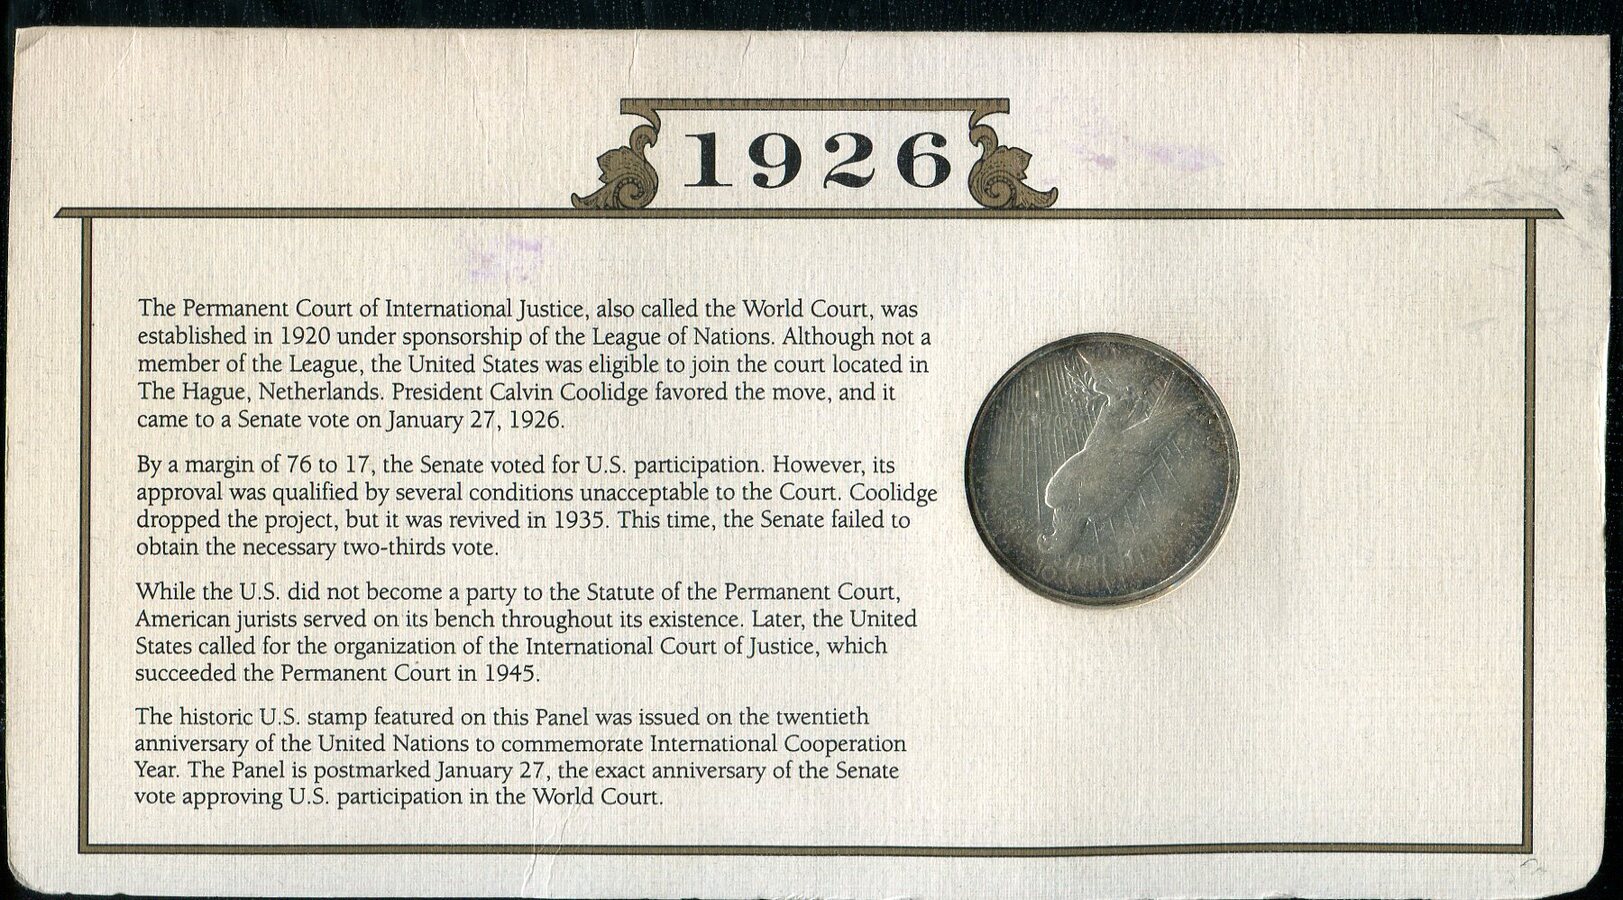 1926
The Permanent Court of International Justice, also called the World Court, was
established in 1920 under sponsorship of the League of Nations. Although not a
member of the League, the United States was eligible to join the court located in
The Hague, Netherlands. President Calvin Coolidge favored the move, and it
came to a Senate vote on January 27, 1926.
By a margin of 76 to 17, the Senate voted for U.S. participation. However, its
approval was qualified by several conditions unacceptable to the Court. Coolidge
dropped the project, but it was revived in 1935. This time, the Senate failed to
obtain the necessary two-thirds vote.
While the U.S. did not become a party to the Statute of the Permanent Court,
American jurists served on its bench throughout its existence. Later, the United
States called for the organization of the International Court of Justice, which
succeeded the Permanent Court in 1945.
The historic U.S. stamp featured on this Panel was issued on the twentieth
anniversary of the United Nations to commemorate International Cooperation
Year. The Panel is postmarked January 27, the exact anniversary of the Senate
vote approving U.S. participation in the World Court.